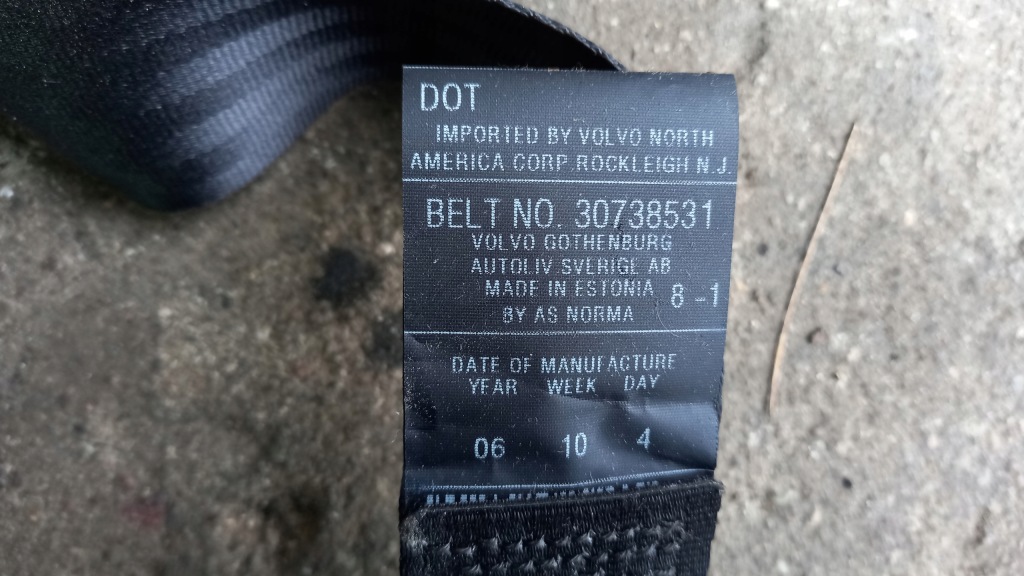 DOT
IMPORTED BY VOLVO NORTH
AMERICA CORP ROCKLEIGH N.J.
BELT NO. 30738531
VOLVO GOTHENBURG
AUTOLIV SVERIGE AB
MADE IN ESTONIA 8-1
BY AS NORMA
DATE OF MANUFACTURE
YEAR WEEK DAY
06 10 4